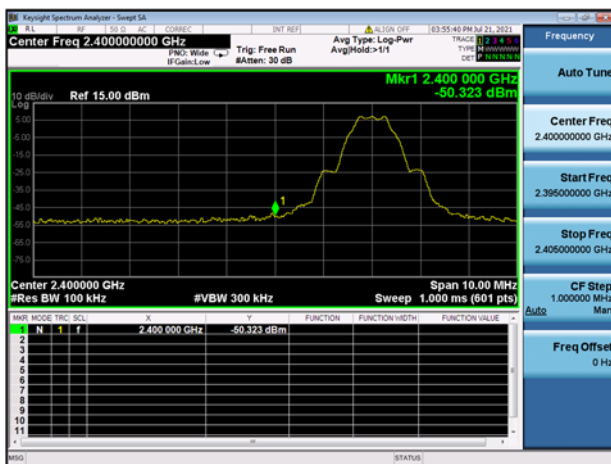 Keysight Spectrum Analyzer - Swept SA
RL RF 50 Ω AC CORREC INT REF ALIGN OFF 03:55:40 PM Jul 21, 2021
Center Freq 2.400000000 GHz
PNO: Wide
IFGain:Low
Trig: Free Run
#Atten: 30 dB
Avg Type: Log-Pwr
Avg|Hold:>1/1
TRACE 1 2 3 4 5 6
TYPE M W W W W W
DET P N N N N N
Mkr1 2.400 000 GHz
-50.323 dBm
10 dB/div Ref 15.00 dBm
Log
5.00
-5.00
-15.0
-25.0
-35.0
-45.0
-55.0
-65.0
-75.0
1
Center 2.400000 GHz Span 10.00 MHz
#Res BW 100 kHz #VBW 300 kHz Sweep 1.000 ms (601 pts)
MKR MODE TRC SCL X Y FUNCTION FUNCTION WIDTH FUNCTION VALUE
1 N 1 f 2.400 000 GHz -50.323 dBm
2
3
4
5
6
7
8
9
10
11
MSG STATUS
Frequency
Auto Tune
Center Freq
2.400000000 GHz
Start Freq
2.395000000 GHz
Stop Freq
2.405000000 GHz
CF Step
1.000000 MHz
Auto Man
Freq Offset
0 Hz